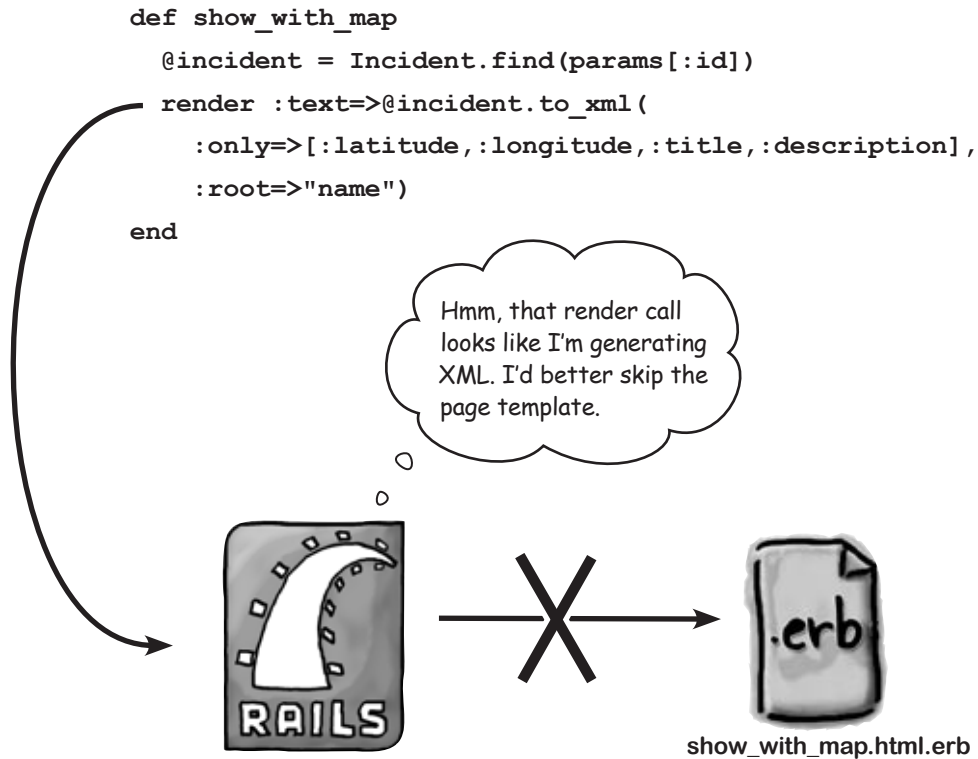 def show_with_map
@incident = Incident.find(params[:id])
render :text=>@incident.to_xml(
:only=>[:latitude,:longitude,:title,:description],
:root=>"name")
end
Hmm, that render call
looks like I'm generating
XML. I'd better skip the
page template.
RAILS
.erb
show_with_map.html.erb